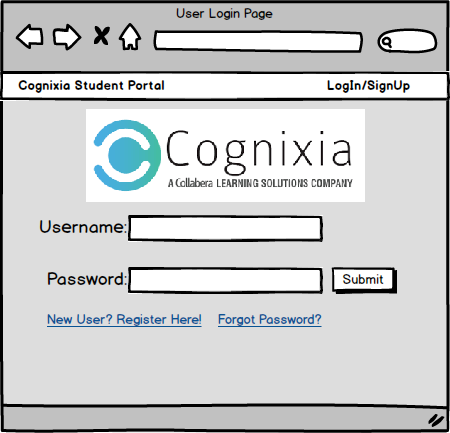 User Login Page
Cognixia Student Portal LogIn/SignUp
Cognixia
A Collabera LEARNING SOLUTIONS COMPANY
Username:
Password: Submit
New User? Register Here! Forgot Password?